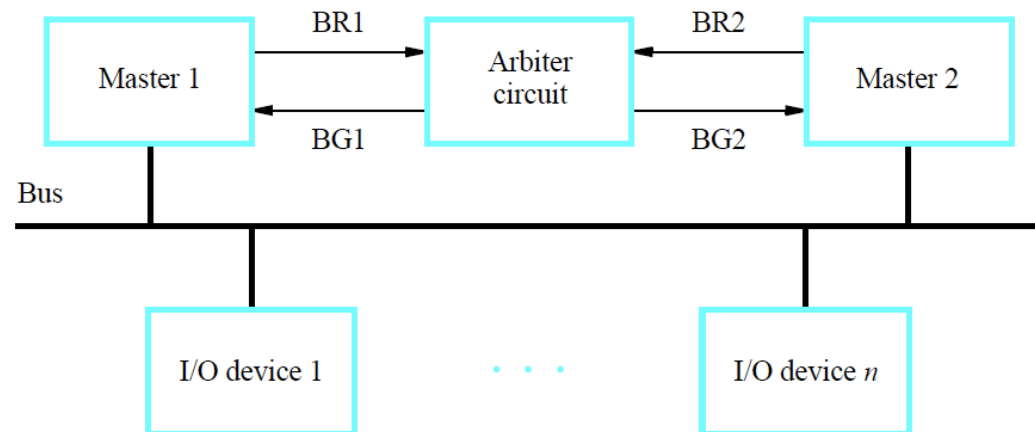 BR1
BR2
Master 1
Arbiter
circuit
Master 2
BG1
BG2
Bus
I/O device 1
. . .
I/O device n